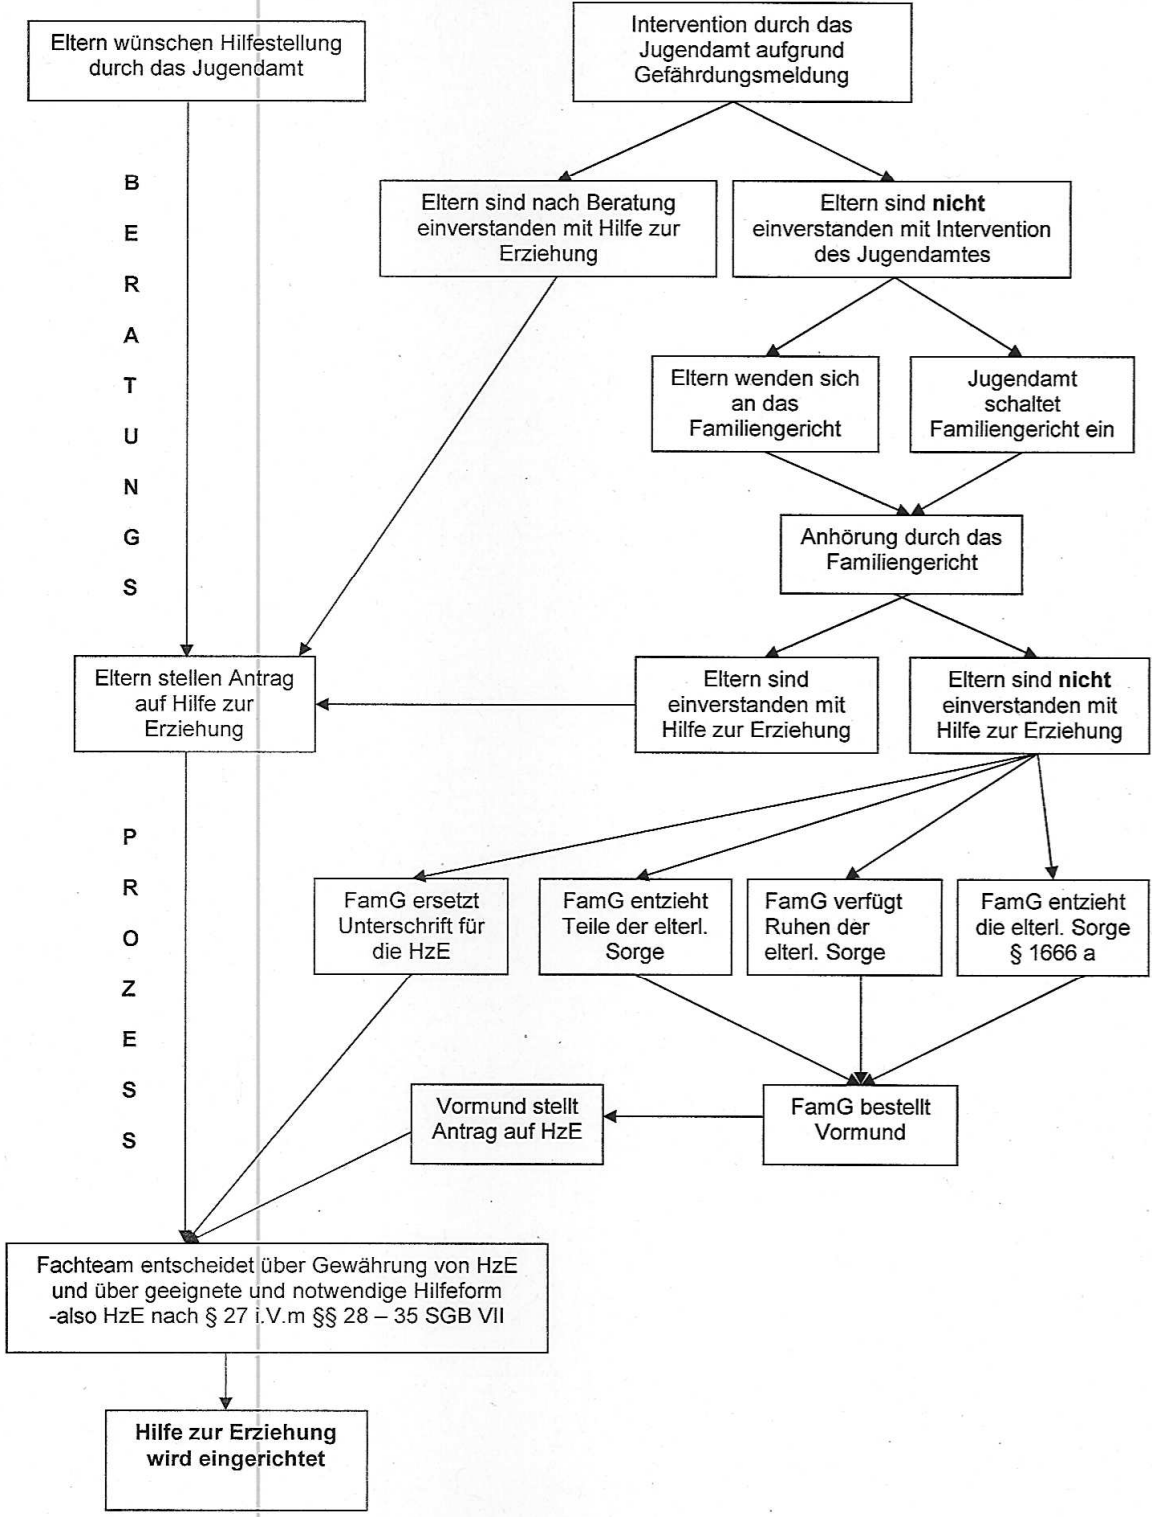 Eltern wünschen Hilfestellung
durch das Jugendamt
Intervention durch das
Jugendamt aufgrund
Gefährdungsmeldung
B
E
R
A
T
U
N
G
S
Eltern sind nach Beratung
einverstanden mit Hilfe zur
Erziehung
Eltern sind nicht
einverstanden mit Intervention
des Jugendamtes
Eltern wenden sich
an das
Familiengericht
Jugendamt
schaltet
Familiengericht ein
Anhörung durch das
Familiengericht
Eltern stellen Antrag
auf Hilfe zur
Erziehung
Eltern sind
einverstanden mit
Hilfe zur Erziehung
Eltern sind nicht
einverstanden mit
Hilfe zur Erziehung
P
R
O
Z
E
S
S
FamG ersetzt
Unterschrift für
die HzE
FamG entzieht
Teile der elterl.
Sorge
FamG verfügt
Ruhen der
elterl. Sorge
FamG entzieht
die elterl. Sorge
§ 1666 a
Vormund stellt
Antrag auf HzE
FamG bestellt
Vormund
Fachteam entscheidet über Gewährung von HzE
und über geeignete und notwendige Hilfeform
-also HzE nach § 27 i.V.m §§ 28 – 35 SGB VII
Hilfe zur Erziehung
wird eingerichtet